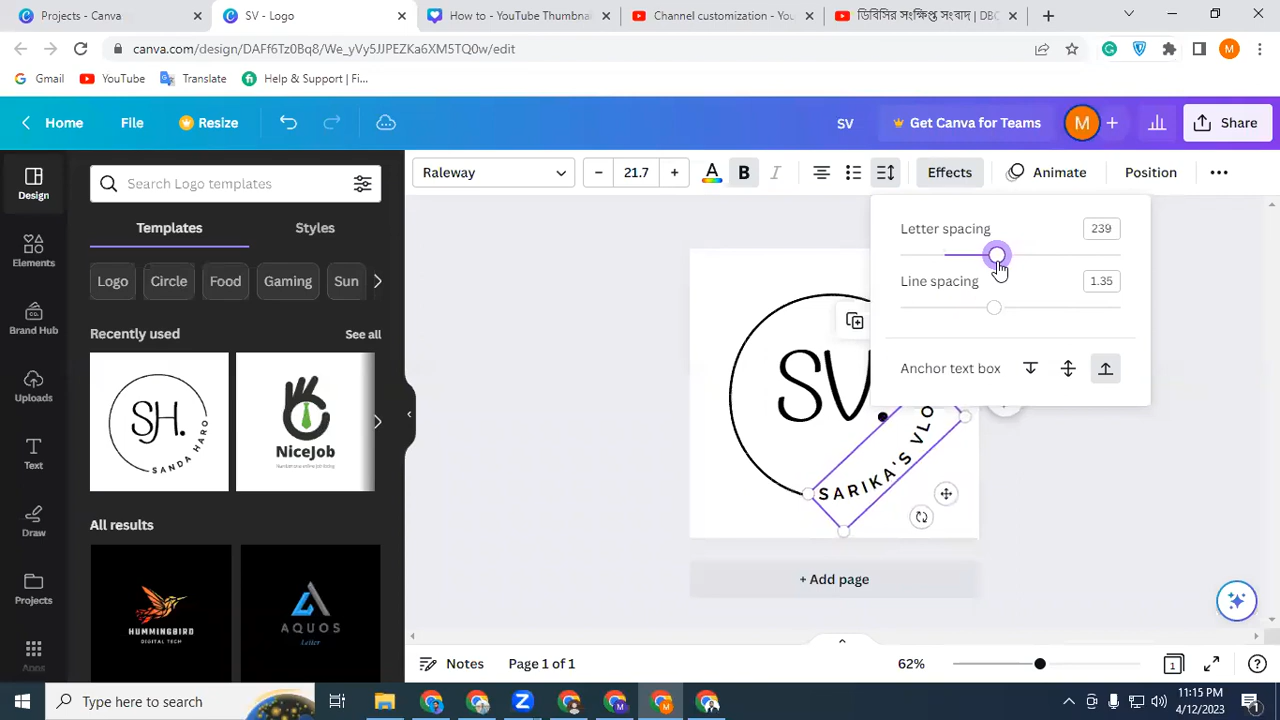 Projects - Canva
SV - Logo
How to - YouTube Thumbna
Channel customization - YouTub
ডিবিসির সংক্ষিপ্ত সংবাদ | DBC
canva.com/design/DAFf6Tz0Bq8/We_yVy5JJPEZKa6XM5TQ0w/edit
Gmail
YouTube
Translate
Help & Support | Fi...
Home
File
Resize
SV
Get Canva for Teams
M
Share
Design
Elements
Brand Hub
Uploads
Text
Draw
Projects
Apps
Search Logo templates
Templates
Styles
Logo
Circle
Food
Gaming
Sun
Recently used
See all
SH.
SANDA HARO
NiceJob
All results
HUMMINGBIRD
DIGITAL TECH
AQUOS
Letter
Raleway
21.7
A
B
I
Effects
Animate
Position
Letter spacing
239
Line spacing
1.35
Anchor text box
SV.
SARIKA'S VLO
+ Add page
Notes
Page 1 of 1
62%
1
Type here to search
11:15 PM
4/12/2023